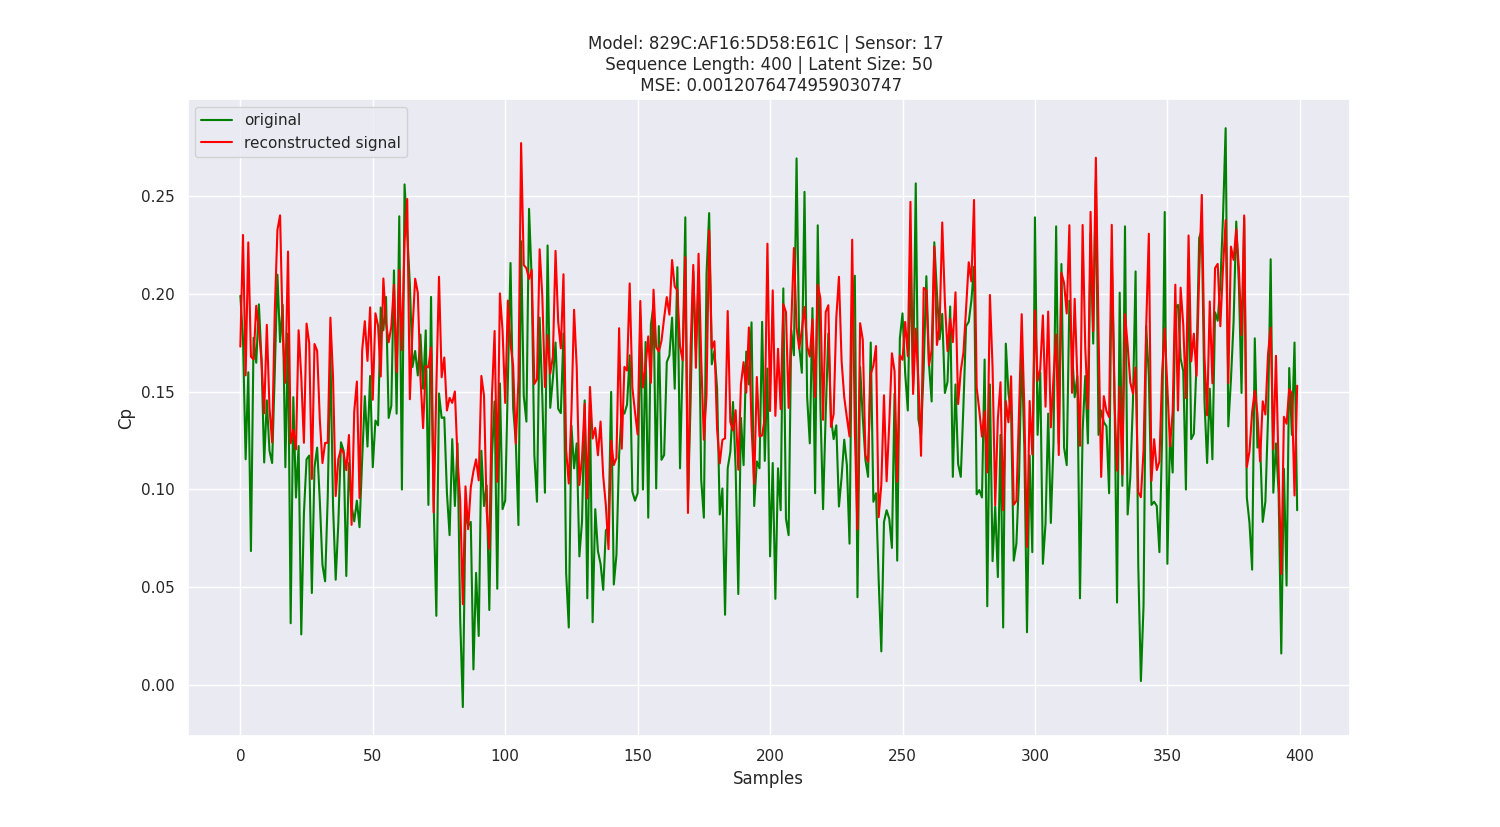 Model: 829C:AF16:5D58:E61C | Sensor: 17
Sequence Length: 400 | Latent Size: 50
MSE: 0.0012076474959030747
original
reconstructed signal
0.25
0.20
0.15
0.10
0.05
0.00
Cp
0 50 100 150 200 250 300 350 400
Samples